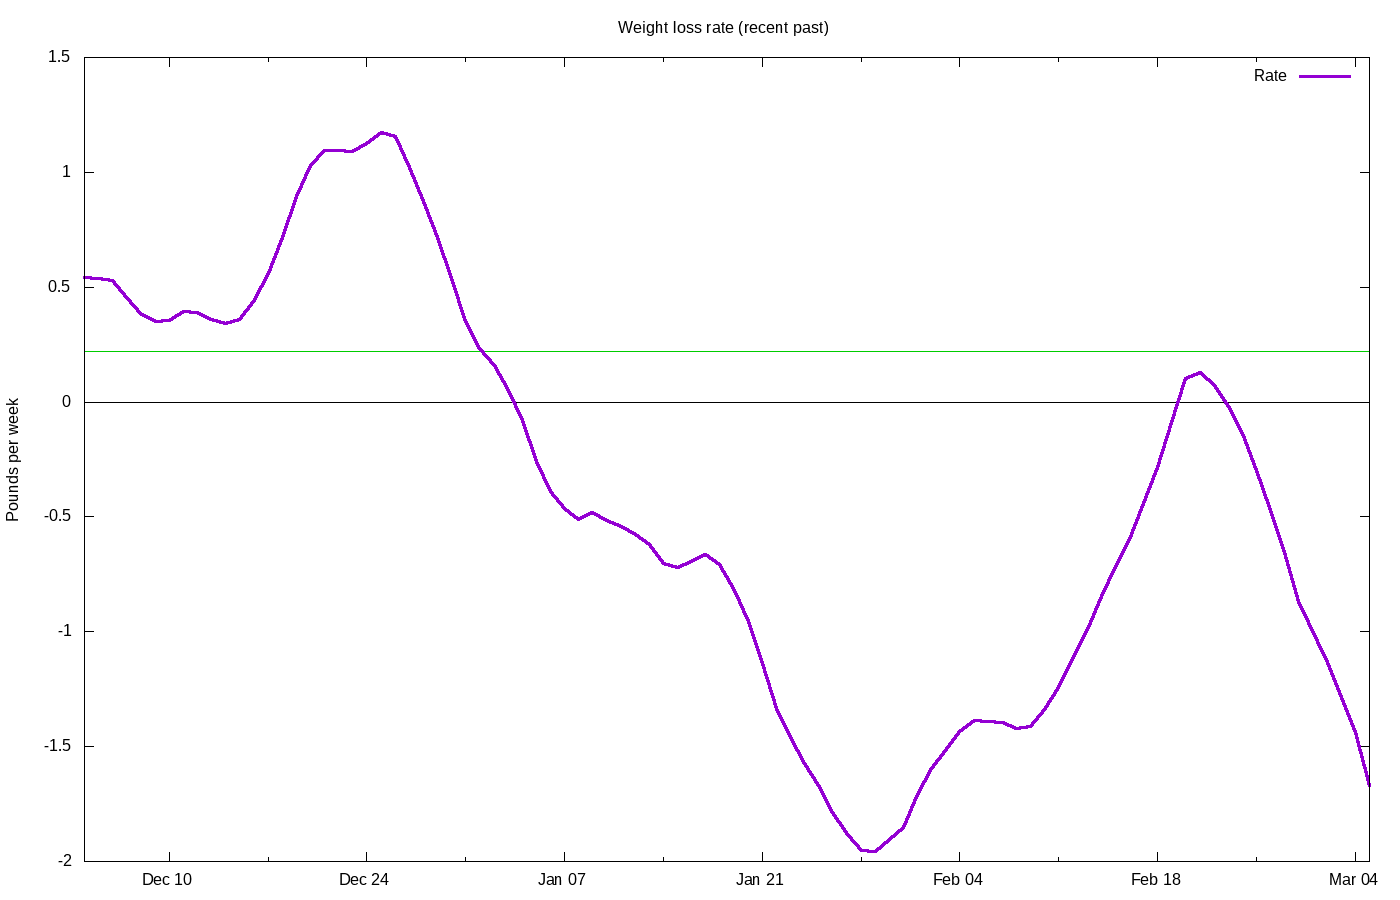 Weight loss rate (recent past)
Rate
Pounds per week
1.5
1
0.5
0
-0.5
-1
-1.5
-2
Dec 10
Dec 24
Jan 07
Jan 21
Feb 04
Feb 18
Mar 04